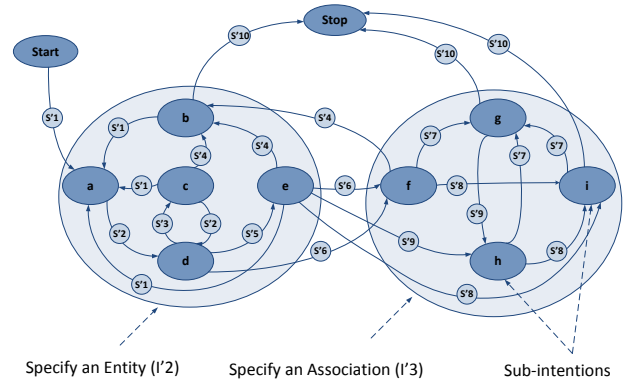 Stop
Start
S'10
S'10
S'10
S'1
b
g
S'1
S'4
S'7
S'4
S'4
S'7
S'7
a
S'1
c
e
S'6
f
S'8
i
S'2
S'3
S'2
S'5
S'9
S'9
S'6
S'8
d
h
S'1
S'8
Specify an Entity (I'2)
Specify an Association (I'3)
Sub-intentions